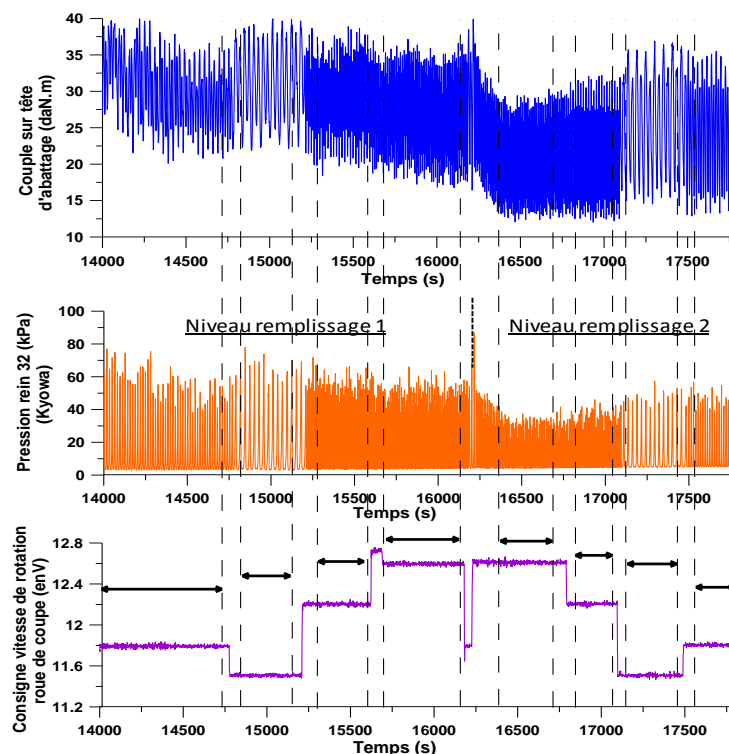 Couple sur tête
d'abattage (daN.m)
40
35
30
25
20
15
10
14000 14500 15000 15500 16000 16500 17000 17500
Temps (s)
Pression rein 32 (kPa)
(Kyowa)
100
80
60
40
20
0
Niveau remplissage 1
Niveau remplissage 2
14000 14500 15000 15500 16000 16500 17000 17500
Temps (s)
Consigne vitesse de rotation
roue de coupe (enV)
12.8
12.4
12
11.6
11.2
14000 14500 15000 15500 16000 16500 17000 17500
Temps (s)